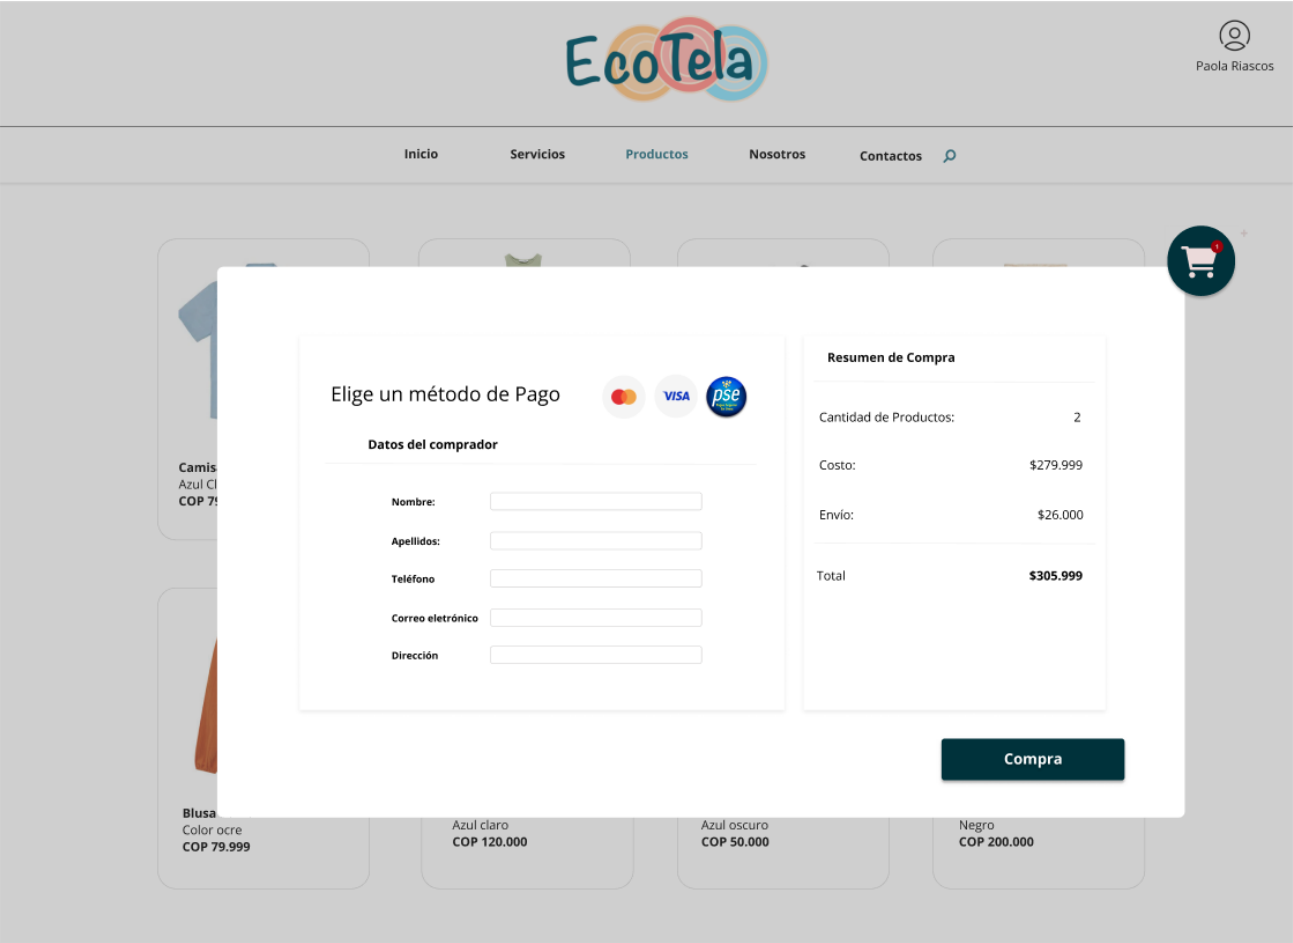 EcoTela
Paola Riascos
Inicio Servicios Productos Nosotros Contactos
1
Elige un método de Pago
VISA
pse
Datos del comprador
Nombre:
Apellidos:
Teléfono
Correo eletrónico
Dirección
Resumen de Compra
Cantidad de Productos: 2
Costo: $279.999
Envío: $26.000
Total $305.999
Compra
Camis
Azul Cl
COP 79
Blusa
Color ocre
COP 79.999
Azul claro
COP 120.000
Azul oscuro
COP 50.000
Negro
COP 200.000